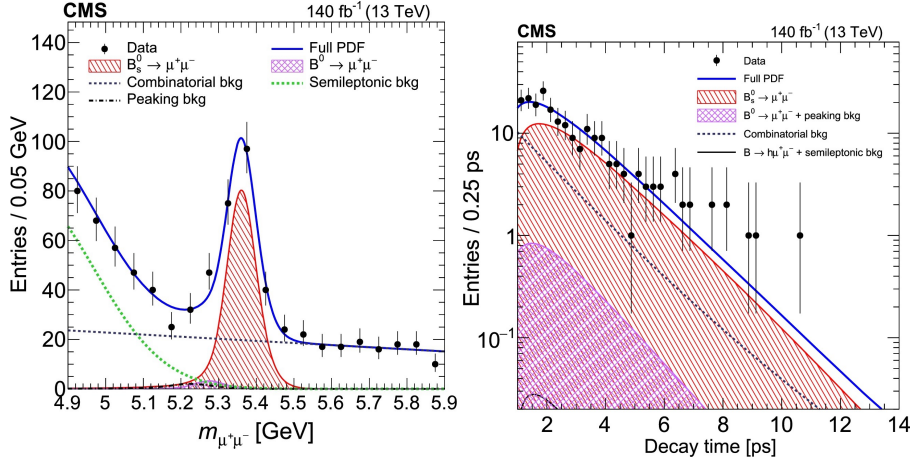 CMS
140 fb⁻¹ (13 TeV)
Entries / 0.05 GeV
140
120
100
80
60
40
20
0
Data
Full PDF
B⁰ₛ → μ⁺μ⁻
B⁰ → μ⁺μ⁻
Combinatorial bkg
Semileptonic bkg
Peaking bkg
4.9 5 5.1 5.2 5.3 5.4 5.5 5.6 5.7 5.8 5.9
m_μ⁺μ⁻ [GeV]
CMS
140 fb⁻¹ (13 TeV)
Entries / 0.25 ps
10
1
10⁻¹
Data
Full PDF
B⁰ₛ → μ⁺μ⁻
B⁰ → μ⁺μ⁻ + peaking bkg
Combinatorial bkg
B → hμ⁺μ⁻ + semileptonic bkg
2 4 6 8 10 12 14
Decay time [ps]